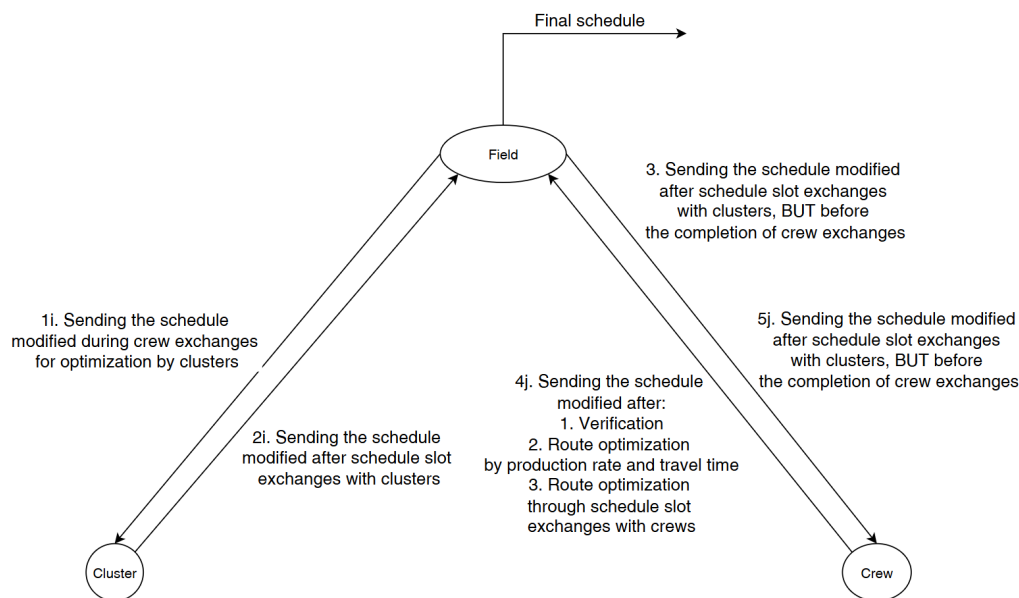 Final schedule
Field
3. Sending the schedule modified
after schedule slot exchanges
with clusters, BUT before
the completion of crew exchanges
1i. Sending the schedule
modified during crew exchanges
for optimization by clusters
5j. Sending the schedule modified
after schedule slot exchanges
with clusters, BUT before
the completion of crew exchanges
4j. Sending the schedule
modified after:
1. Verification
2. Route optimization
by production rate and travel time
3. Route optimization
through schedule slot
exchanges with crews
2i. Sending the schedule
modified after schedule slot
exchanges with clusters
Cluster
Crew